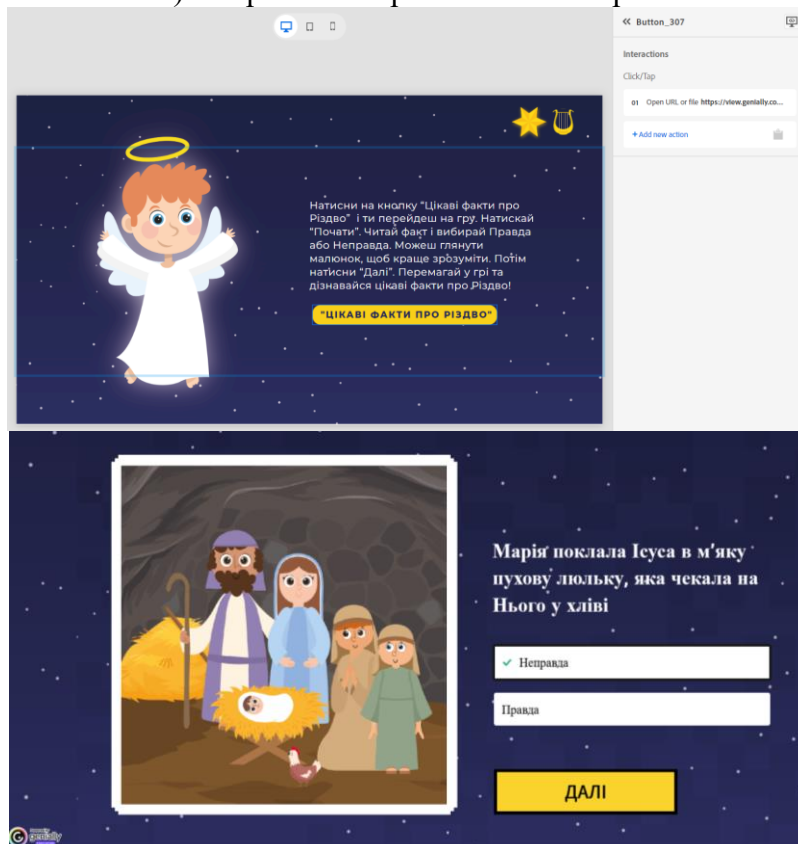 Button_307
Interactions
Click/Tap
01 Open URL or file https://view.genially.co...
+ Add new action
Натисни на кнопку "Цікаві факти про
Різдво" і ти перейдеш на гру. Натискай
"Почати". Читай факт і вибирай Правда
або Неправда. Можеш глянути
малюнок, щоб краще зрозуміти. Потім
натисни "Далі". Перемагай у грі та
дізнавайся цікаві факти про Різдво!
"ЦІКАВІ ФАКТИ ПРО РІЗДВО"
Марія поклала Ісуса в м'яку
пухову люльку, яка чекала на
Нього у хліві
Неправда
Правда
ДАЛІ
genially